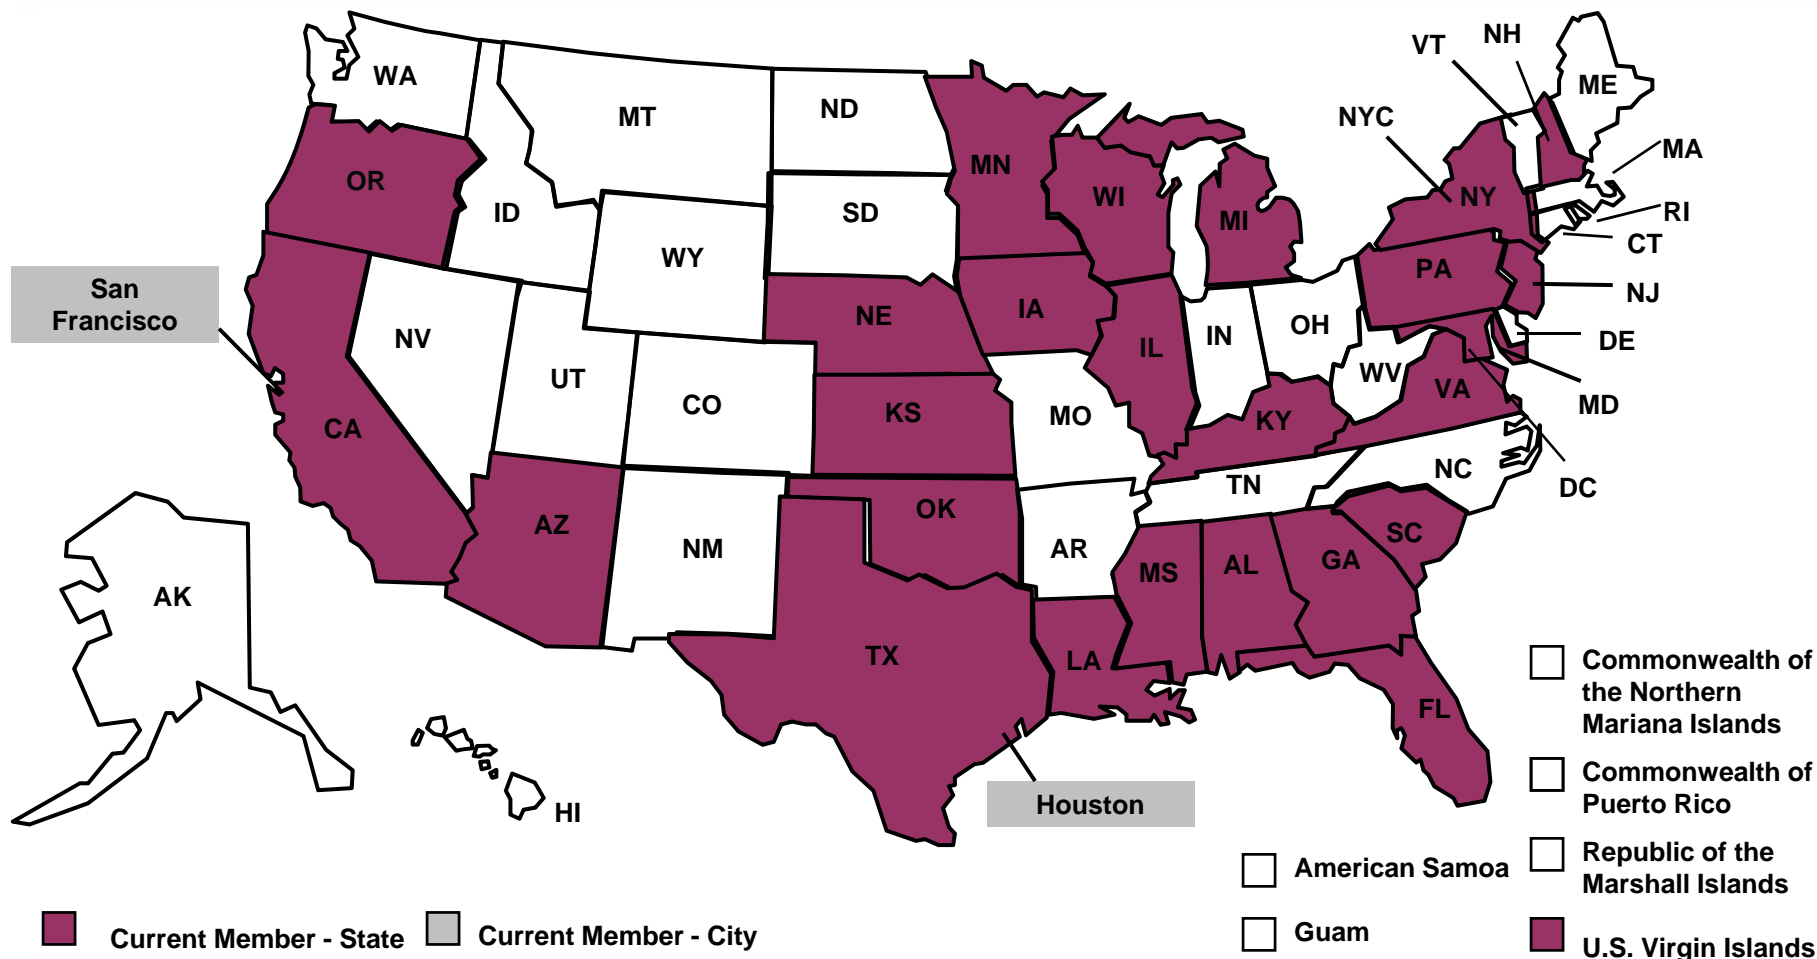 VT
NH
WA
ME
ND
MT
NYC
MA
MN
OR
WI
NY
ID
SD
MI
RI
CT
WY
PA
San
Francisco
NJ
NE
IA
OH
IN
NV
IL
DE
UT
WV
VA
CO
MD
KS
MO
KY
CA
NC
TN
DC
OK
AZ
SC
NM
AR
GA
AL
MS
AK
TX
LA
Commonwealth of
the Northern
Mariana Islands
FL
Commonwealth of
Puerto Rico
Houston
HI
Republic of the
Marshall Islands
American Samoa
Guam
Current Member - State
Current Member - City
U.S. Virgin Islands